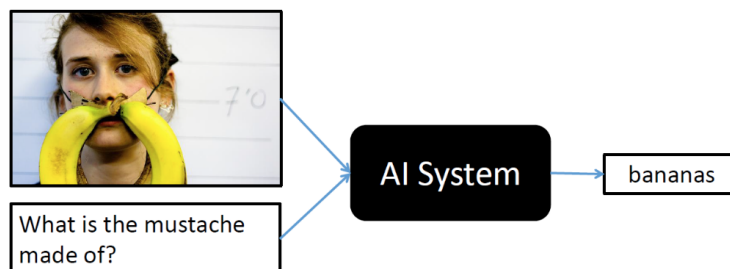 7'0
AI System
bananas
What is the mustache
made of?